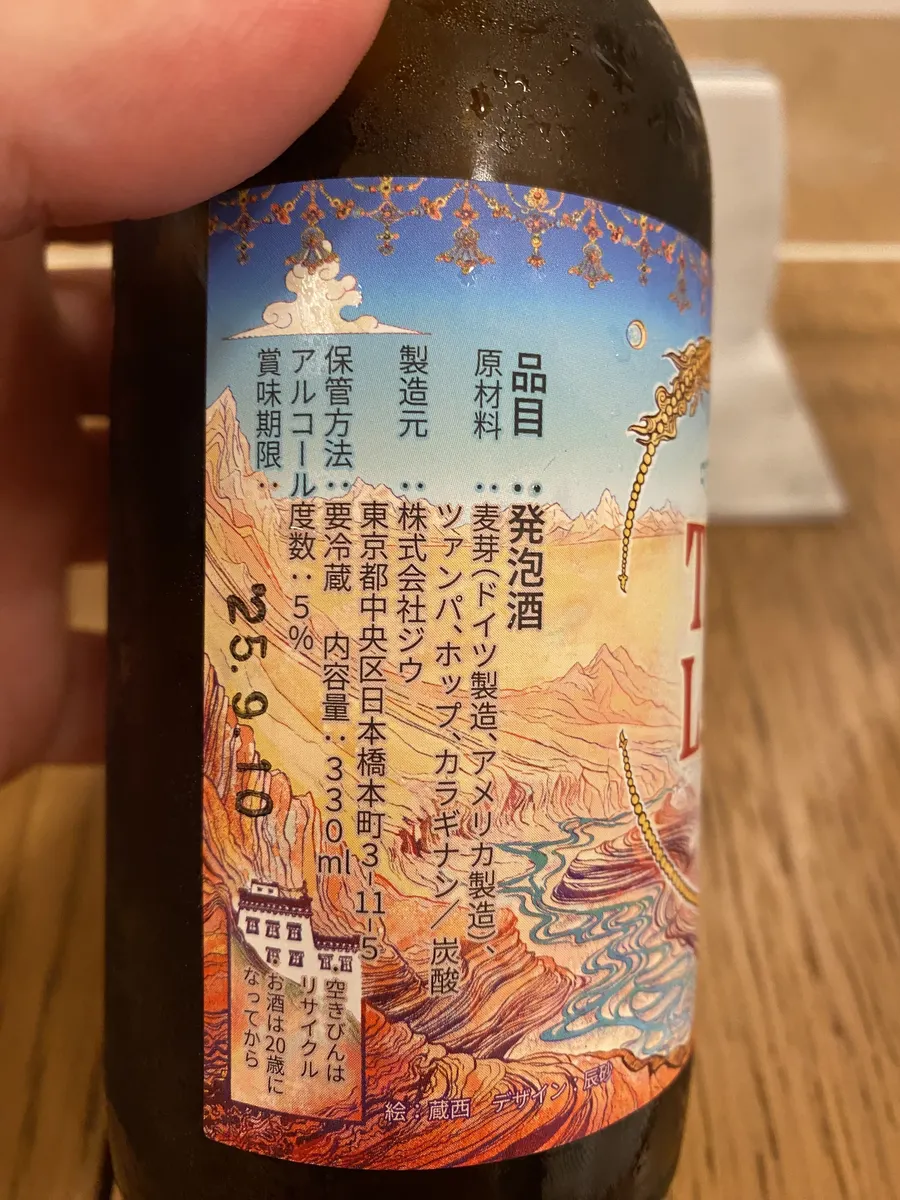 品目：発泡酒
原材料：麦芽（ドイツ製造、アメリカ製造）、
ツァンパ、ホップ、カラギナン／炭酸
製造元：株式会社ジウ
東京都中央区日本橋本町3-11-5
保管方法：要冷蔵　内容量：330ml
アルコール度数：5%
賞味期限：
'25.9.10
・空きびんは
リサイクル
・お酒は20歳に
なってから
絵：蔵西　デザイン：辰砂